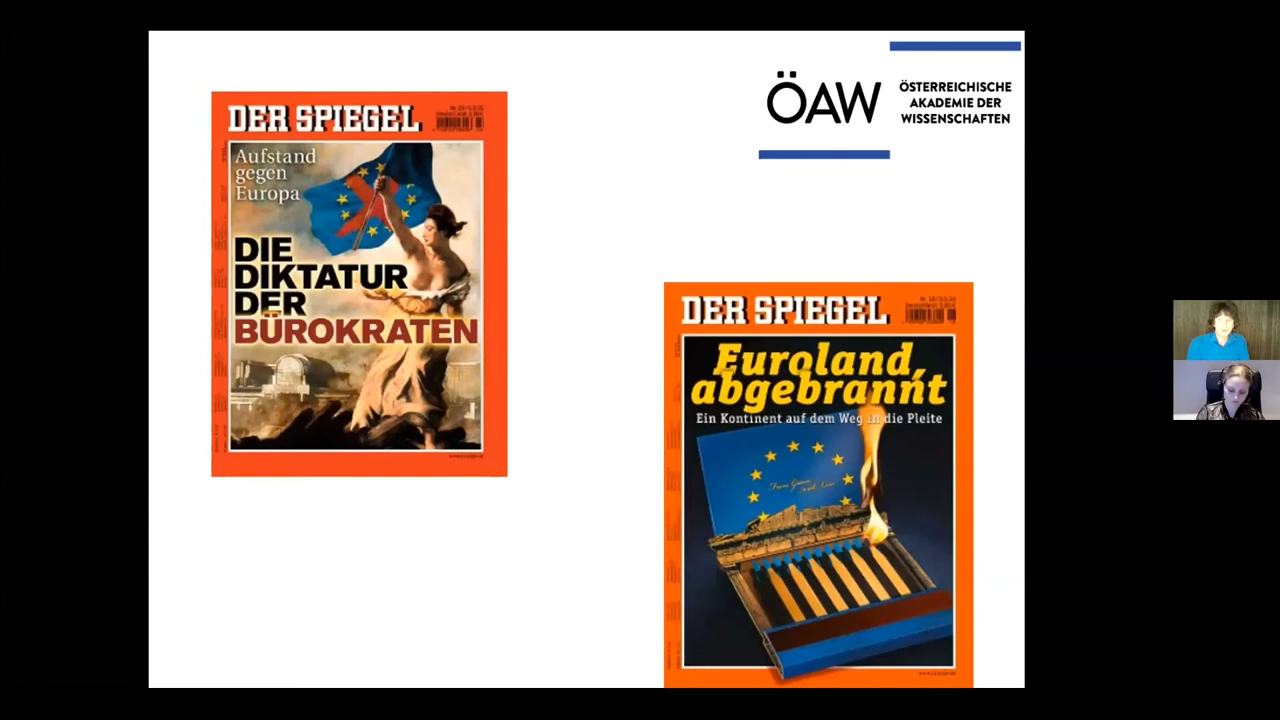 DER SPIEGEL
Aufstand
gegen
Europa
DIE
DIKTATUR
DER
BÜROKRATEN
ÖAW
ÖSTERREICHISCHE
AKADEMIE DER
WISSENSCHAFTEN
DER SPIEGEL
Euroland,
abgebrannt
Ein Kontinent auf dem Weg in die Pleite